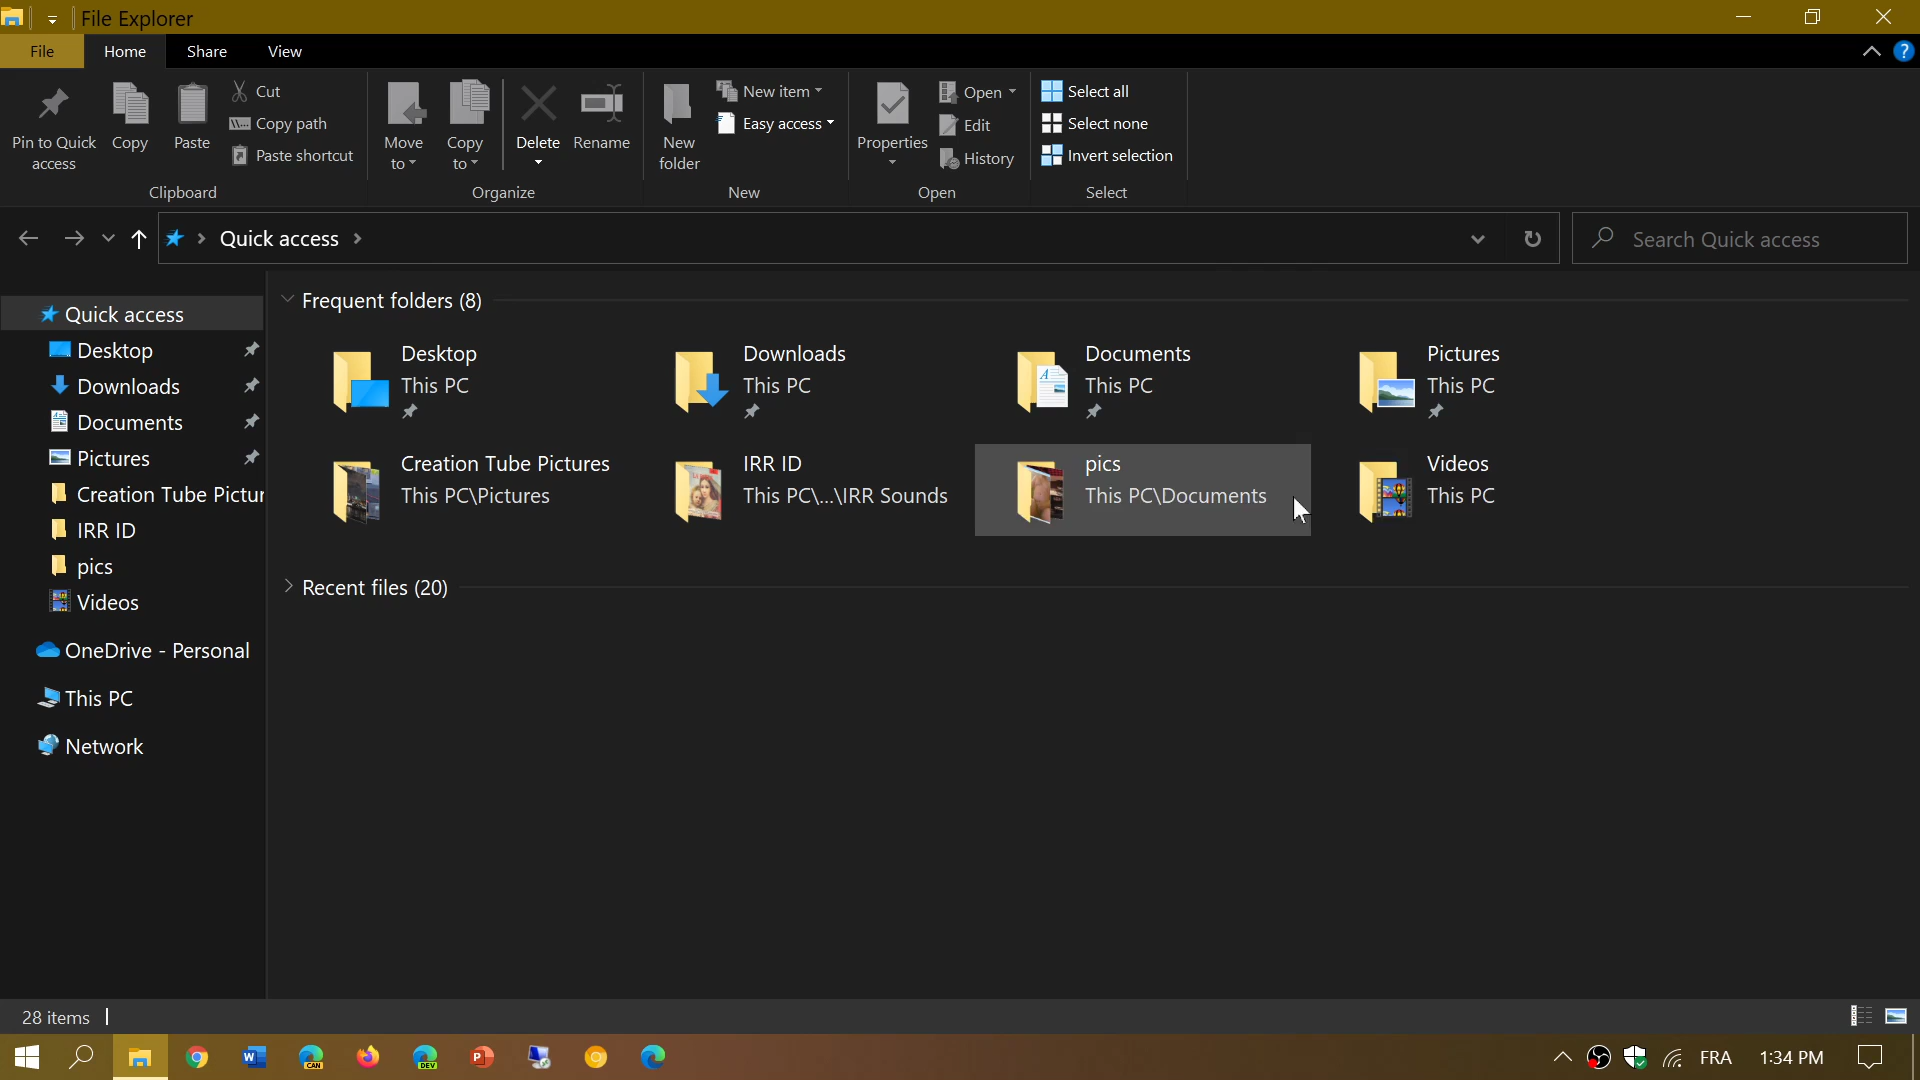 File Explorer
File Home Share View
Pin to Quick access
Copy
Paste
Cut
Copy path
Paste shortcut
Clipboard
Move to
Copy to
Delete
Rename
Organize
New folder
New item
Easy access
New
Properties
Open
Edit
History
Open
Select all
Select none
Invert selection
Select
Quick access
Search Quick access
Quick access
Desktop
Downloads
Documents
Pictures
Creation Tube Pictur
IRR ID
pics
Videos
OneDrive - Personal
This PC
Network
Frequent folders (8)
Desktop
This PC
Downloads
This PC
Documents
This PC
Pictures
This PC
Creation Tube Pictures
This PC\Pictures
IRR ID
This PC\...\IRR Sounds
pics
This PC\Documents
Videos
This PC
Recent files (20)
28 items
W
CAN
DEV
P
FRA
1:34 PM